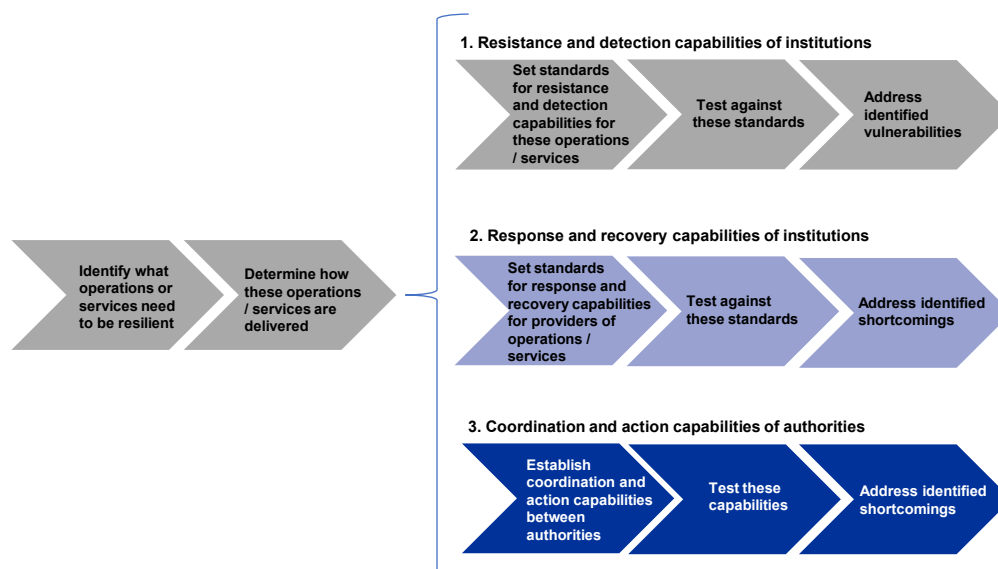 1. Resistance and detection capabilities of institutions
Set standards
for resistance
and detection
capabilities for
these operations
/ services
Test against
these standards
Address
identified
vulnerabilities
Identify what
operations or
services need
to be resilient
Determine how
these operations
/ services are
delivered
2. Response and recovery capabilities of institutions
Set standards
for response and
recovery capabilities
for providers of
operations /
services
Test against
these standards
Address identified
shortcomings
3. Coordination and action capabilities of authorities
Establish
coordination and
action capabilities
between
authorities
Test these
capabilities
Address identified
shortcomings